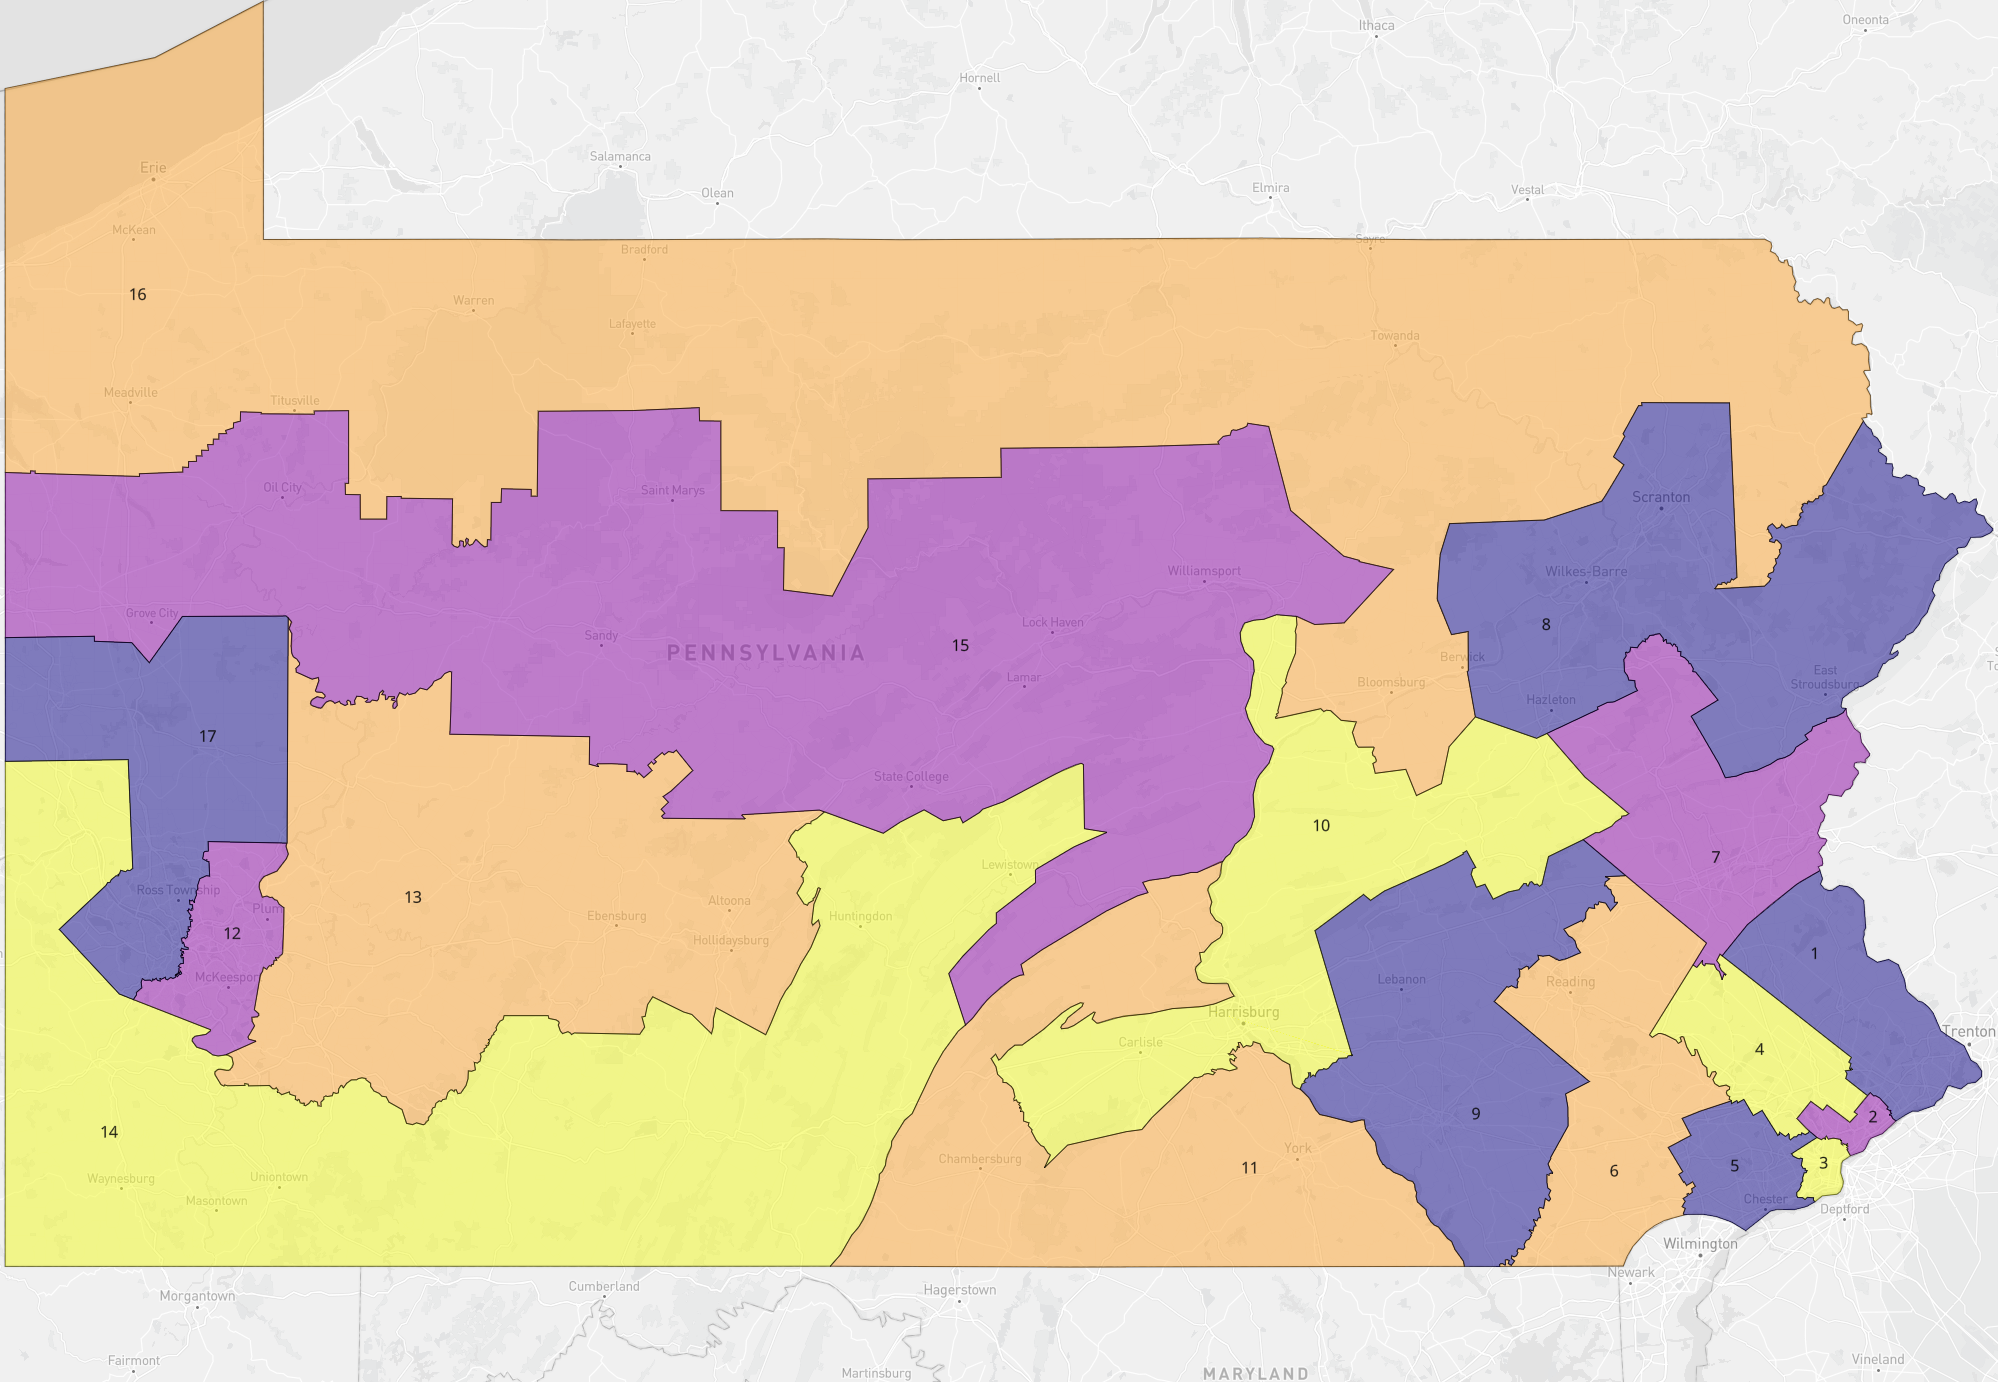 Ithaca
Oneonta
Hornell
Salamanca
Erie
Olean
Elmira
Vestal
McKean
Bradford
Sayre
16
Warren
Lafayette
Towanda
Meadville
Titusville
Oil City
Saint Marys
Scranton
Williamsport
Wilkes-Barre
Grove City
Lock Haven
8
Sandy
PENNSYLVANIA
15
Berwick
Lamar
Bloomsburg
East
Stroudsburg
Hazleton
17
State College
10
7
Lewistown
Ross Township
13
Plum
Ebensburg
Altoona
Huntingdon
12
Hollidaysburg
1
McKeesport
Lebanon
Reading
Harrisburg
Trenton
Carlisle
4
9
2
14
Chambersburg
York
11
6
5
3
Waynesburg
Uniontown
Masontown
Chester
Deptford
Wilmington
Newark
Morgantown
Cumberland
Hagerstown
Fairmont
Martinsburg
MARYLAND
Vineland